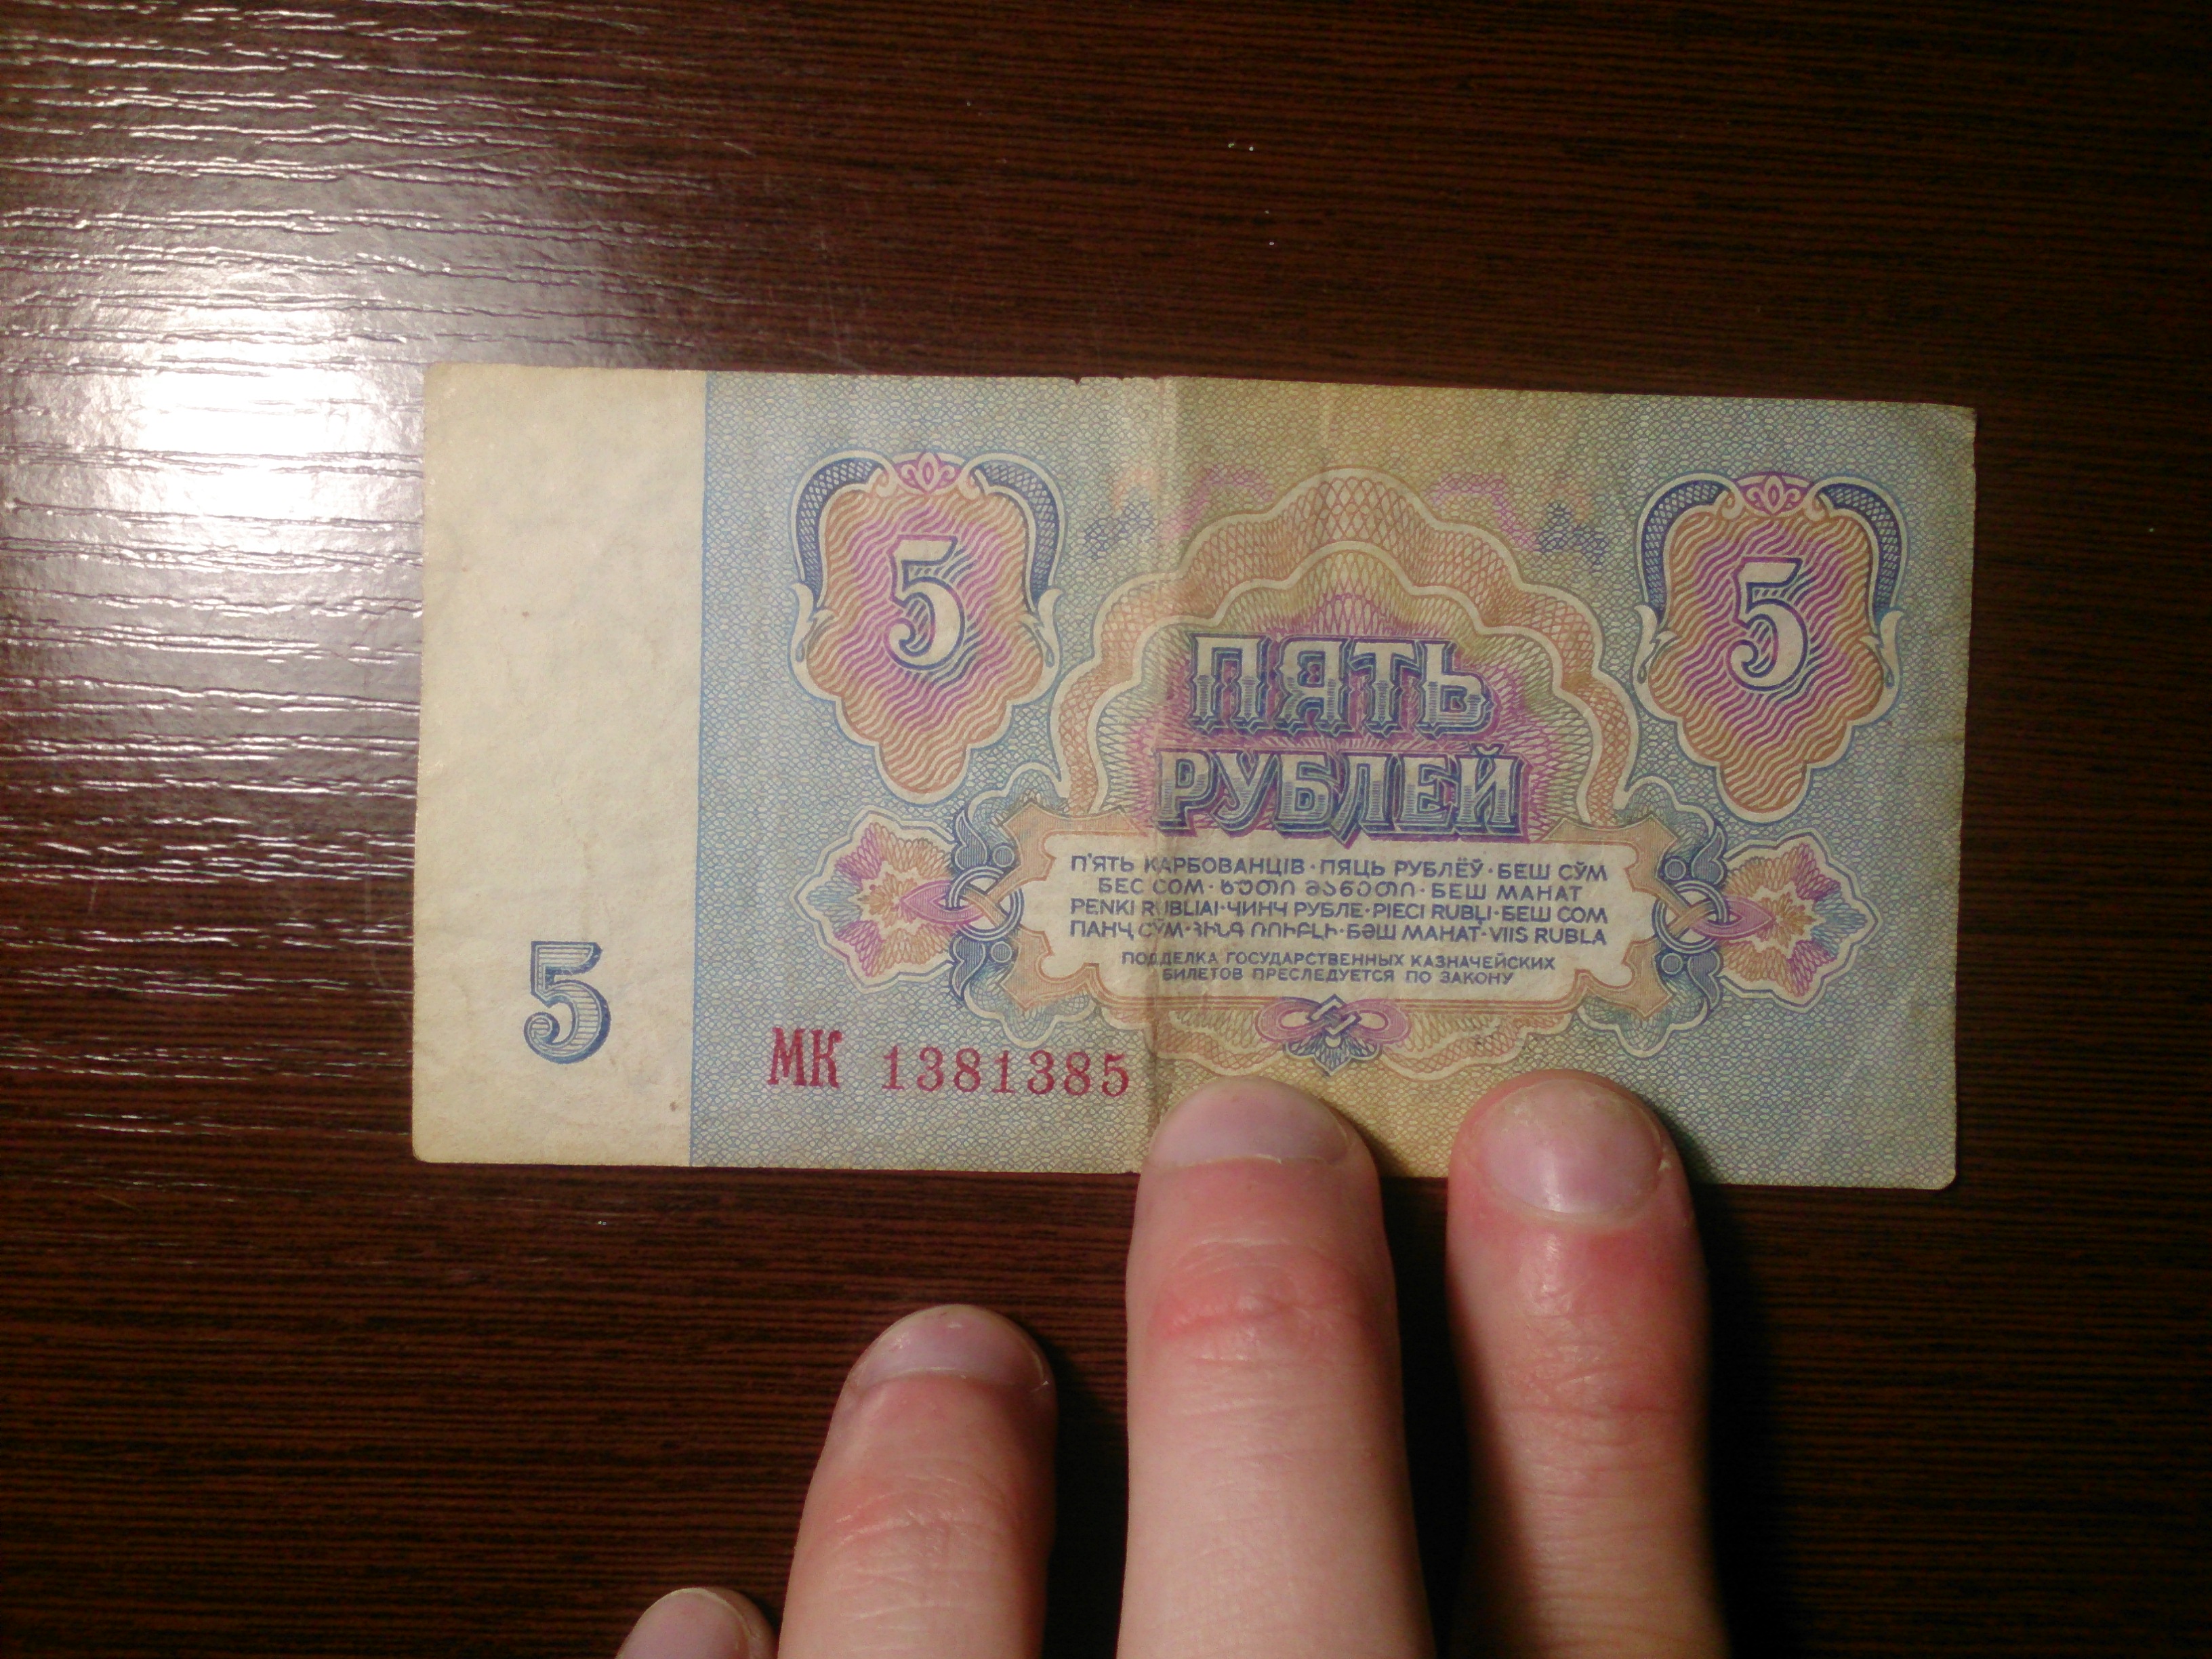 5
5
ПЯТЬ
РУБЛЕЙ
П'ЯТЬ КАРБОВАНЦІВ · ПЯЦЬ РУБЛЁЎ · БЕШ СЎМ
БЕС СОМ · ᲮᲣᲗᲘ ᲛᲐᲜᲔᲗᲘ · БЕШ МАНАТ
PENKI RUBLIAI · ЧИНЧ РУБЛЕ · PIECI RUBĻI · БЕШ СОМ
ПАНҶ СӮМ · ՀԻՆԳ ՌՈՒԲԼԻ · БӘШ МАНАТ · VIIS RUBLA
ПОДДЕЛКА ГОСУДАРСТВЕННЫХ КАЗНАЧЕЙСКИХ
БИЛЕТОВ ПРЕСЛЕДУЕТСЯ ПО ЗАКОНУ
5
МК 1381385